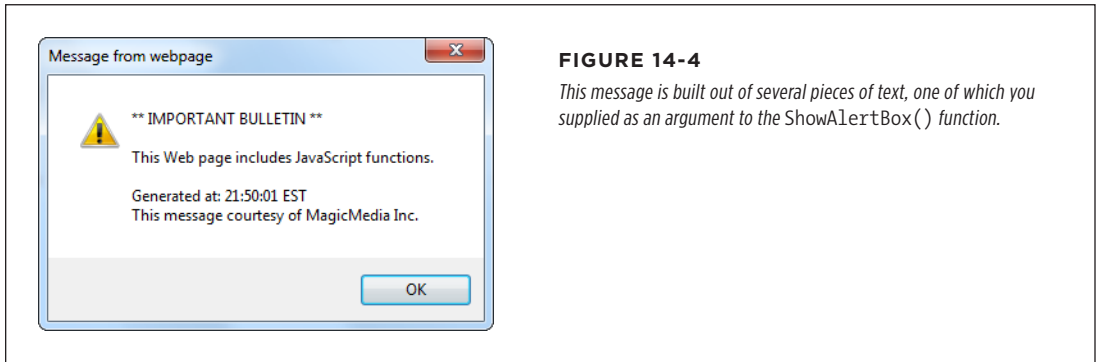 Message from webpage
** IMPORTANT BULLETIN **
This Web page includes JavaScript functions.
Generated at: 21:50:01 EST
This message courtesy of MagicMedia Inc.
OK
FIGURE 14-4
This message is built out of several pieces of text, one of which you
supplied as an argument to the ShowAlertBox() function.